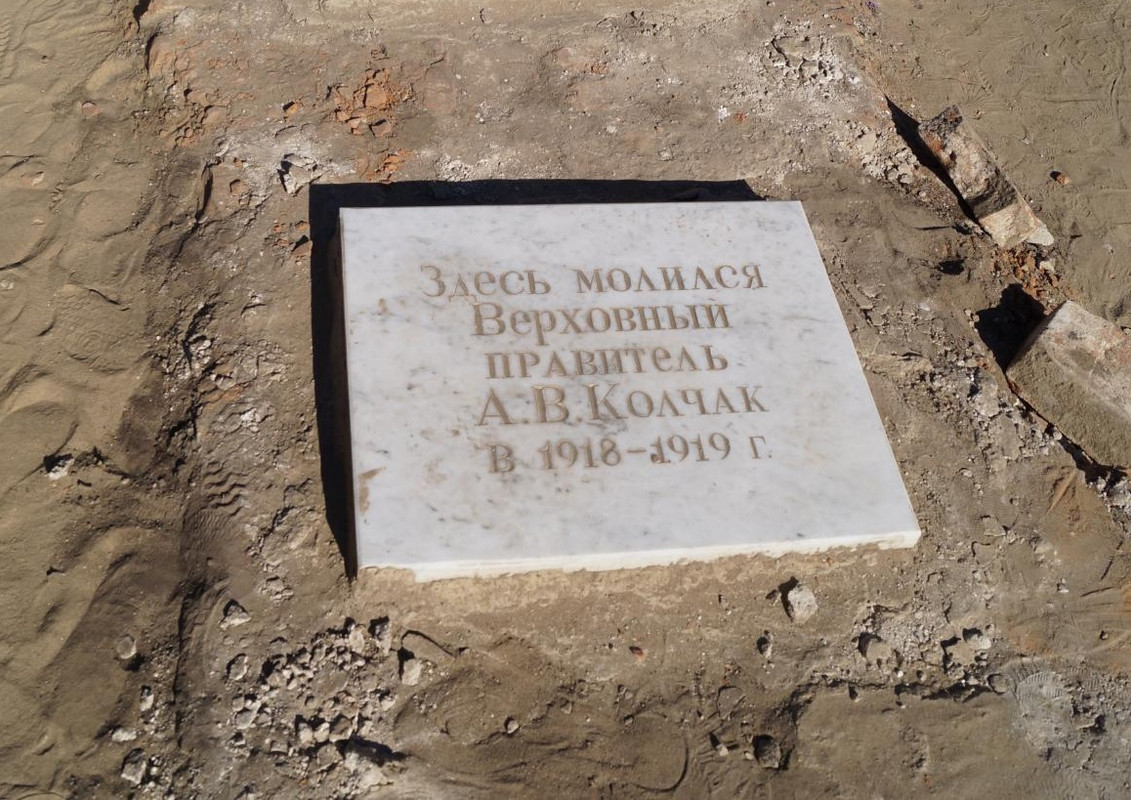 Здесь молился
Верховный
правитель
А.В.Колчак
в 1918-1919 г.